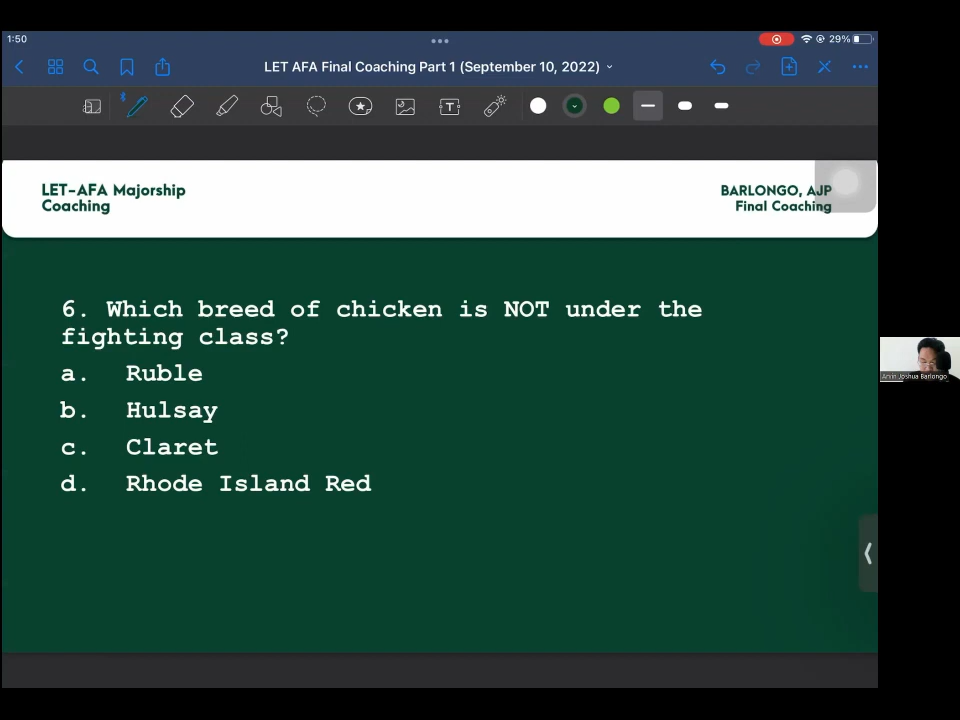 1:50
29%
LET AFA Final Coaching Part 1 (September 10, 2022)
T
LET-AFA Majorship
Coaching
BARLONGO, AJP
Final Coaching
6. Which breed of chicken is NOT under the
fighting class?
a. Ruble
b. Hulsay
c. Claret
d. Rhode Island Red
Amin Joshua Barlongo